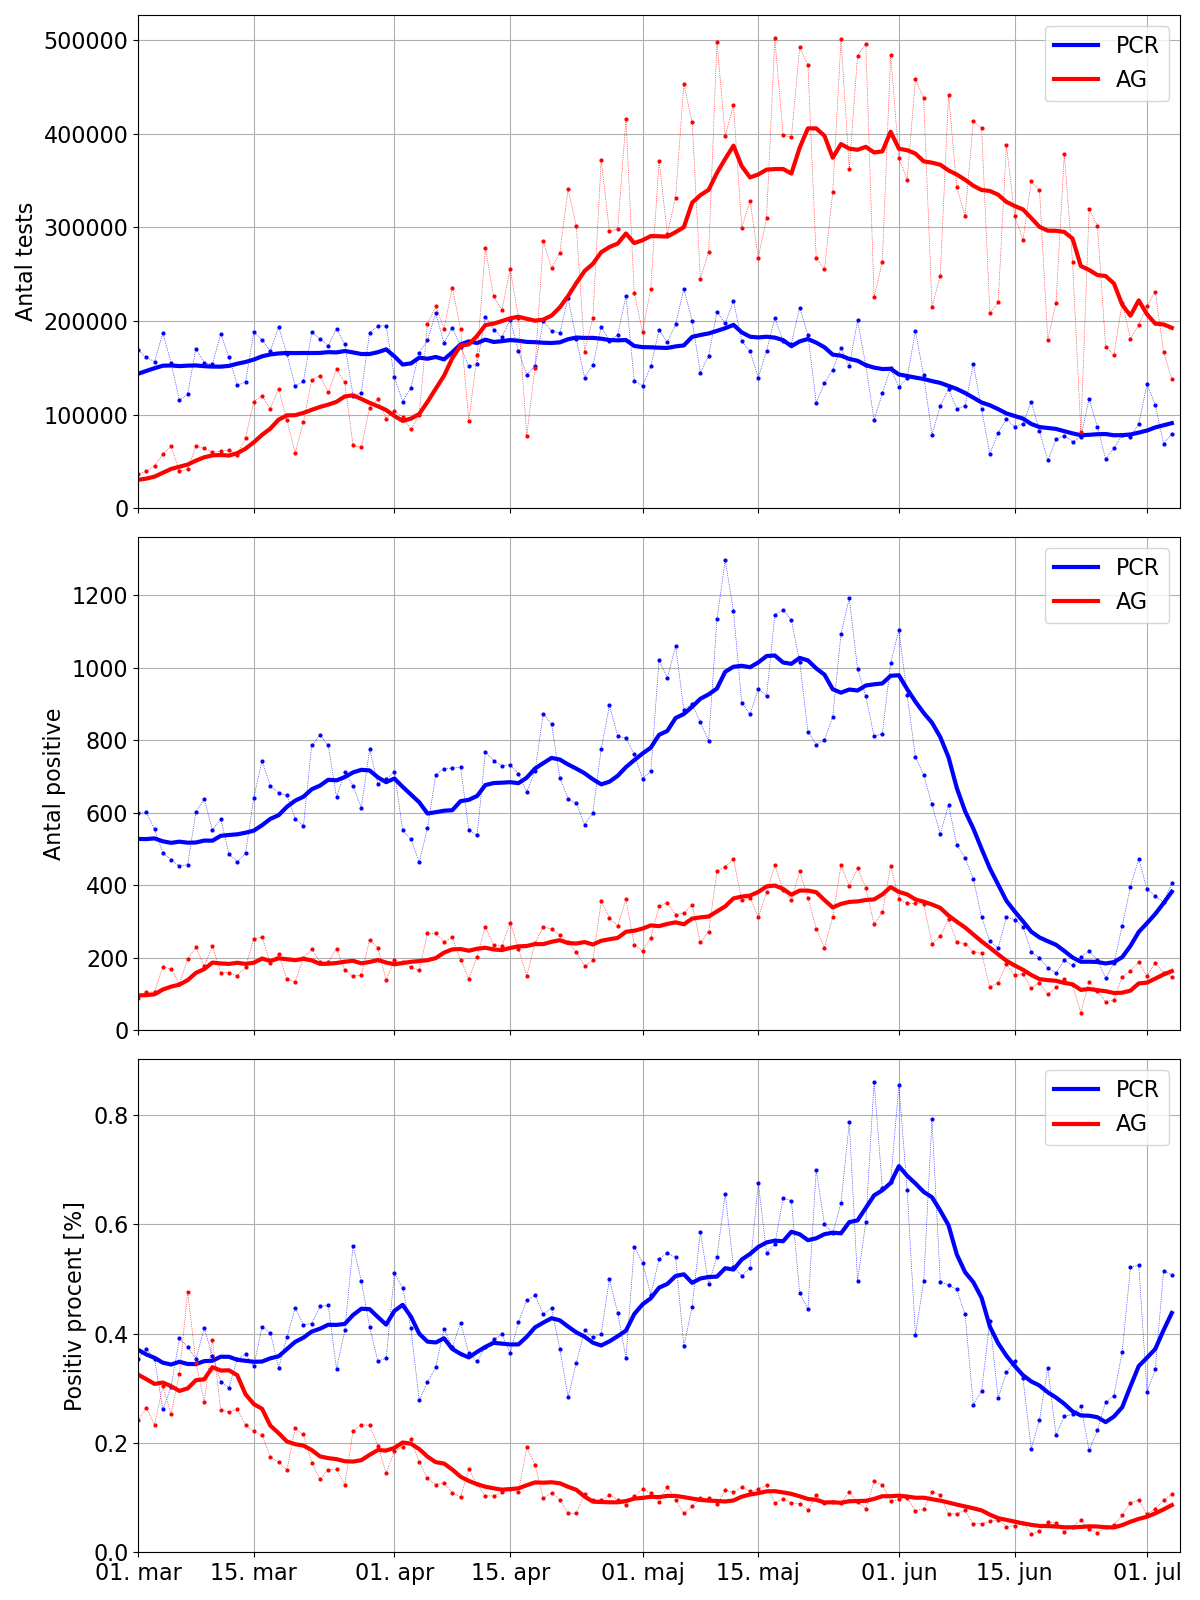 500000
400000
300000
200000
100000
0
Antal tests
PCR
AG
1200
1000
800
600
400
200
0
Antal positive
PCR
AG
0.8
0.6
0.4
0.2
0.0
Positiv procent [%]
PCR
AG
01. mar 15. mar 01. apr 15. apr 01. maj 15. maj 01. jun 15. jun 01. jul